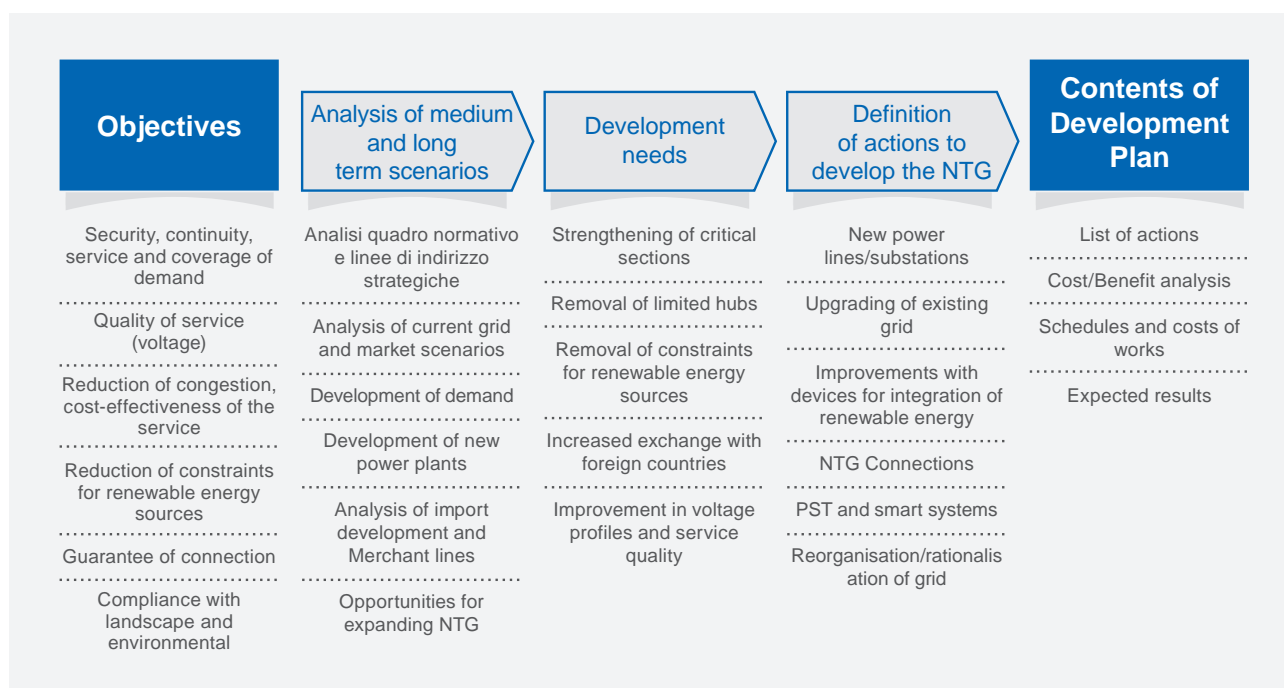 Objectives
Security, continuity,
service and coverage of
demand
Quality of service
(voltage)
Reduction of congestion,
cost-effectiveness of the
service
Reduction of constraints
for renewable energy
sources
Guarantee of connection
Compliance with
landscape and
environmental
Analysis of medium
and long
term scenarios
Analisi quadro normativo
e linee di indirizzo
strategiche
Analysis of current grid
and market scenarios
Development of demand
Development of new
power plants
Analysis of import
development and
Merchant lines
Opportunities for
expanding NTG
Development
needs
Strengthening of critical
sections
Removal of limited hubs
Removal of constraints
for renewable energy
sources
Increased exchange with
foreign countries
Improvement in voltage
profiles and service
quality
Definition
of actions to
develop the NTG
New power
lines/substations
Upgrading of existing
grid
Improvements with
devices for integration of
renewable energy
NTG Connections
PST and smart systems
Reorganisation/rationalis
ation of grid
Contents of
Development
Plan
List of actions
Cost/Benefit analysis
Schedules and costs of
works
Expected results